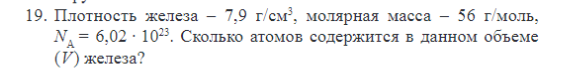 19. Плотность железа – 7,9 г/см³, молярная масса – 56 г/моль,
N_A = 6,02 · 10²³. Сколько атомов содержится в данном объеме
(V) железа?